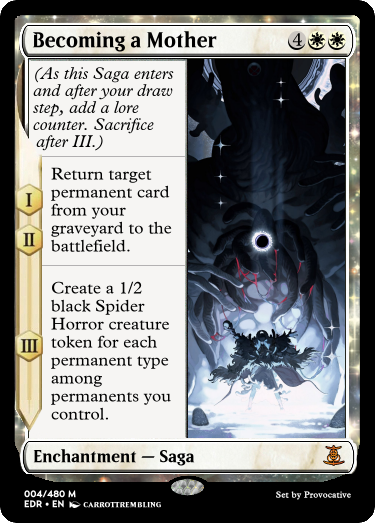 Becoming a Mother 4
(As this Saga enters
and after your draw
step, add a lore
counter. Sacrifice
after III.)
I
II
Return target
permanent card
from your
graveyard to the
battlefield.
III
Create a 1/2
black Spider
Horror creature
token for each
permanent type
among
permanents you
control.
Enchantment — Saga
004/480 M
EDR • EN CARROTTREMBLING
Set by Provocative